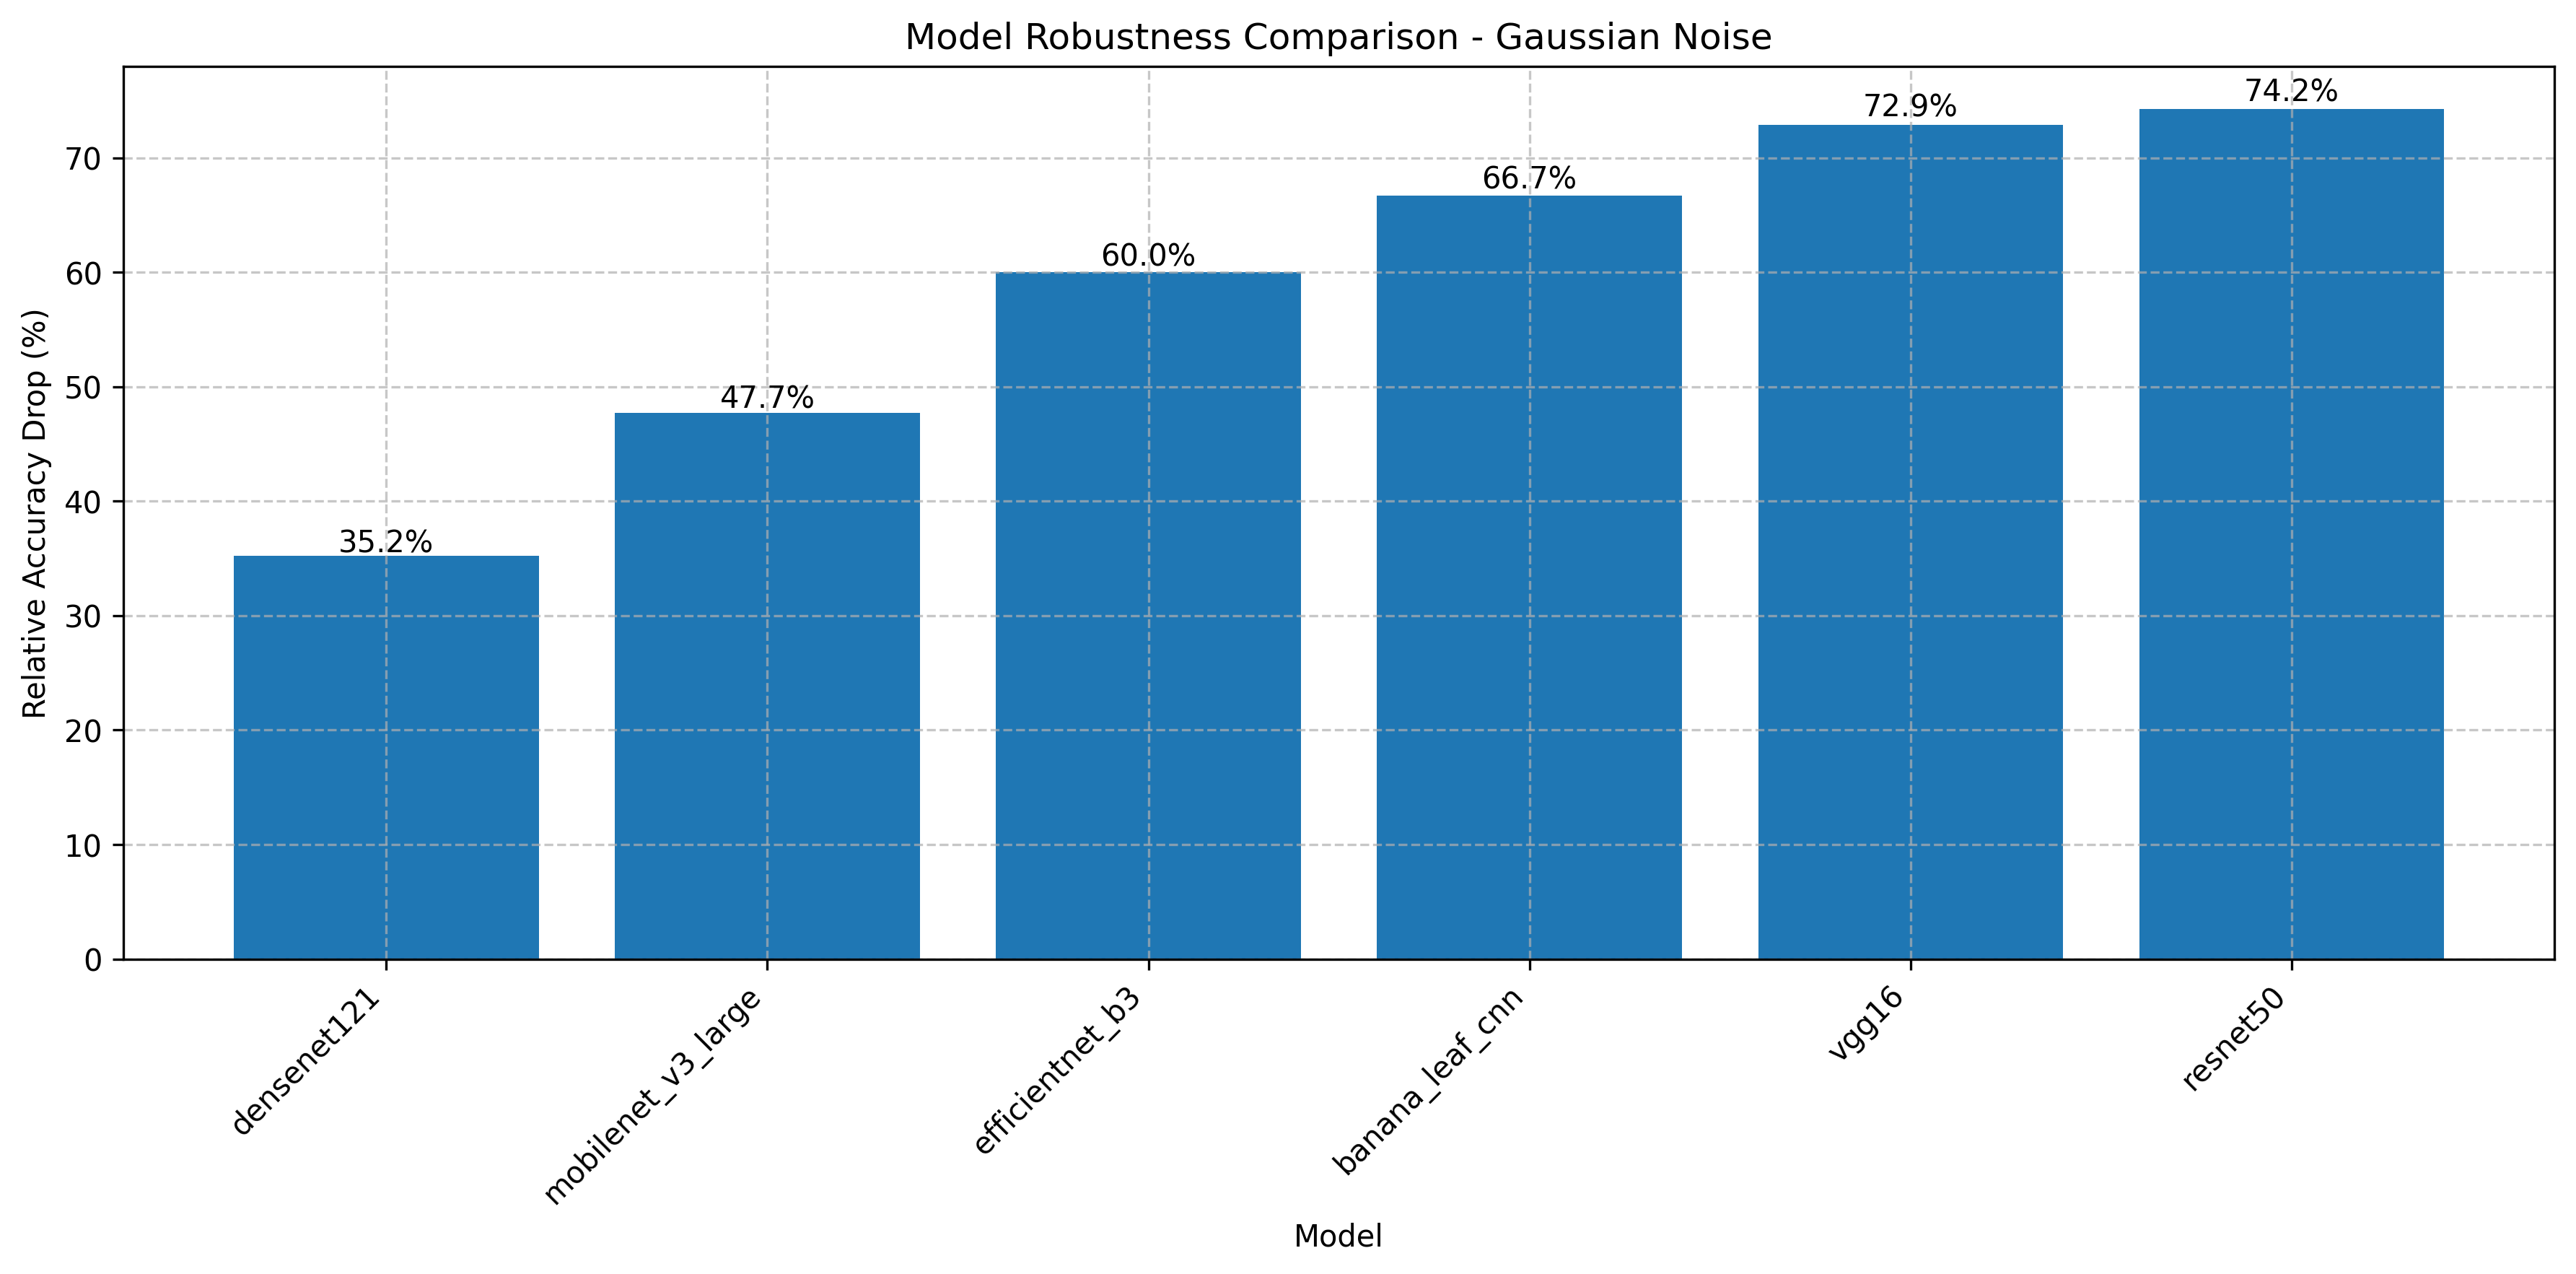 Model Robustness Comparison - Gaussian Noise
Relative Accuracy Drop (%)
70
60
50
40
30
20
10
0
35.2%
47.7%
60.0%
66.7%
72.9%
74.2%
densenet121
mobilenet_v3_large
efficientnet_b3
banana_leaf_cnn
vgg16
resnet50
Model